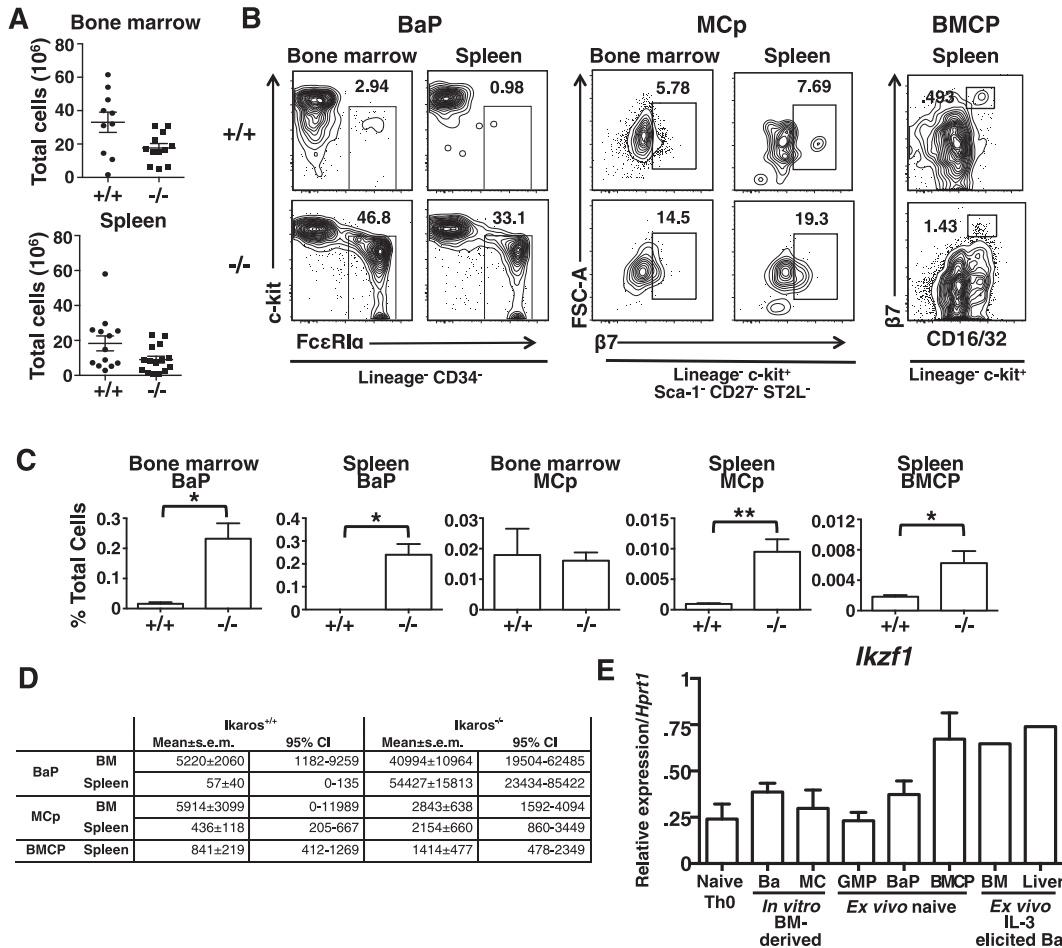 A
Bone marrow
Total cells (10⁶)
80
60
40
20
0
+/+ -/-
Spleen
Total cells (10⁶)
80
60
40
20
0
+/+ -/-
B
BaP MCp BMCP
Bone marrow Spleen Bone marrow Spleen Spleen
+/+
2.94 0.98 5.78 7.69 .493
-/-
46.8 33.1 14.5 19.3 1.43
c-kit
FSC-A
β7
FcεRIα β7 CD16/32
Lineage⁻ CD34⁻
Lineage⁻ c-kit⁺
Sca-1⁻ CD27⁻ ST2L⁻
Lineage⁻ c-kit⁺
C
% Total Cells
Bone marrow
BaP
*
0.3
0.2
0.1
0
+/+ -/-
Spleen
BaP
*
0.4
0.3
0.2
0.1
0
+/+ -/-
Bone marrow
MCp
0.03
0.02
0.01
0
+/+ -/-
Spleen
MCp
**
0.015
0.010
0.005
0
+/+ -/-
Spleen
BMCP
*
0.012
0.008
0.004
0
+/+ -/-
D
Ikaros⁺/⁺ Ikaros⁻/⁻
Mean±s.e.m. 95% CI Mean±s.e.m. 95% CI
BaP BM 5220±2060 1182-9259 40994±10964 19504-62485
Spleen 57±40 0-135 54427±15813 23434-85422
MCp BM 5914±3099 0-11989 2843±638 1592-4094
Spleen 436±118 205-667 2154±660 860-3449
BMCP Spleen 841±219 412-1269 1414±477 478-2349
E
Ikzf1
Relative expression/Hprt1
1
.75
.50
.25
0
Naive Ba MC GMP BaP BMCP BM Liver
Th0
In vitro
BM-
derived
Ex vivo naive
Ex vivo
IL-3
elicited Ba